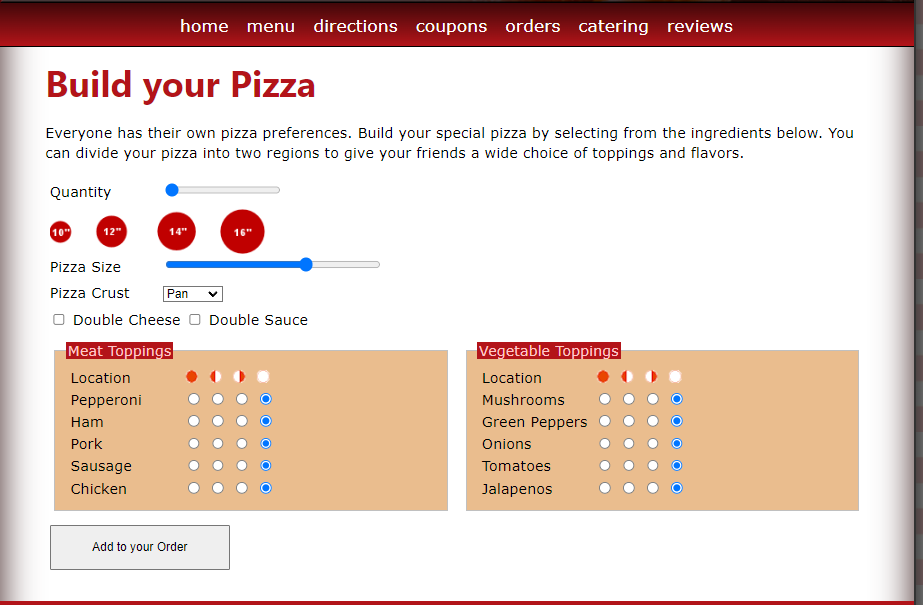 home menu directions coupons orders catering reviews
Build your Pizza
Everyone has their own pizza preferences. Build your special pizza by selecting from the ingredients below. You
can divide your pizza into two regions to give your friends a wide choice of toppings and flavors.
Quantity
10" 12" 14" 16"
Pizza Size
Pizza Crust Pan
Double Cheese Double Sauce
Meat Toppings
Location
Pepperoni
Ham
Pork
Sausage
Chicken
Vegetable Toppings
Location
Mushrooms
Green Peppers
Onions
Tomatoes
Jalapenos
Add to your Order